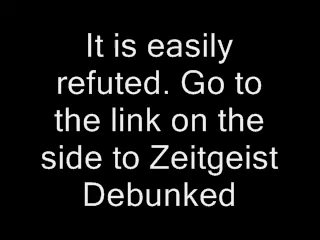 It is easily
refuted. Go to
the link on the
side to Zeitgeist
Debunked